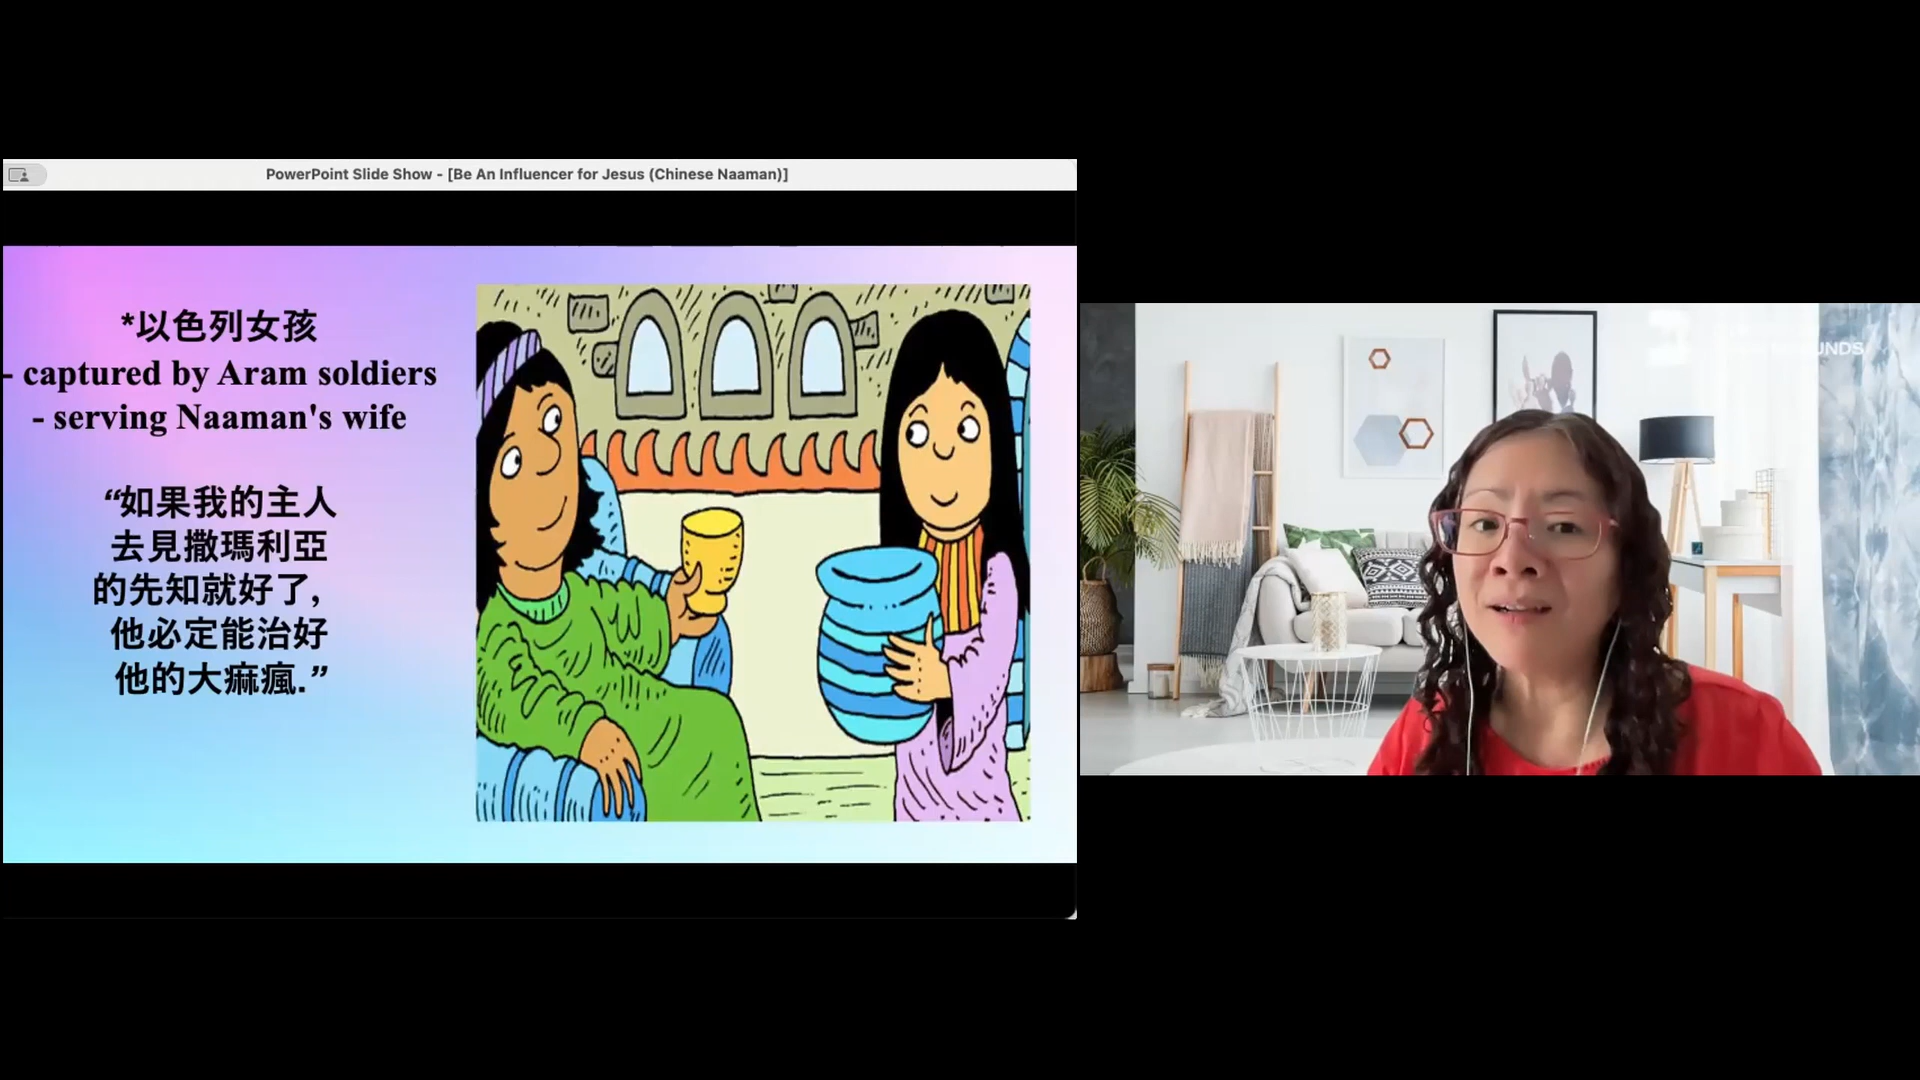 PowerPoint Slide Show - [Be An Influencer for Jesus (Chinese Naaman)]
*以色列女孩
- captured by Aram soldiers
- serving Naaman's wife
“如果我的主人
去見撒瑪利亞
的先知就好了,
他必定能治好
他的大痲瘋.”